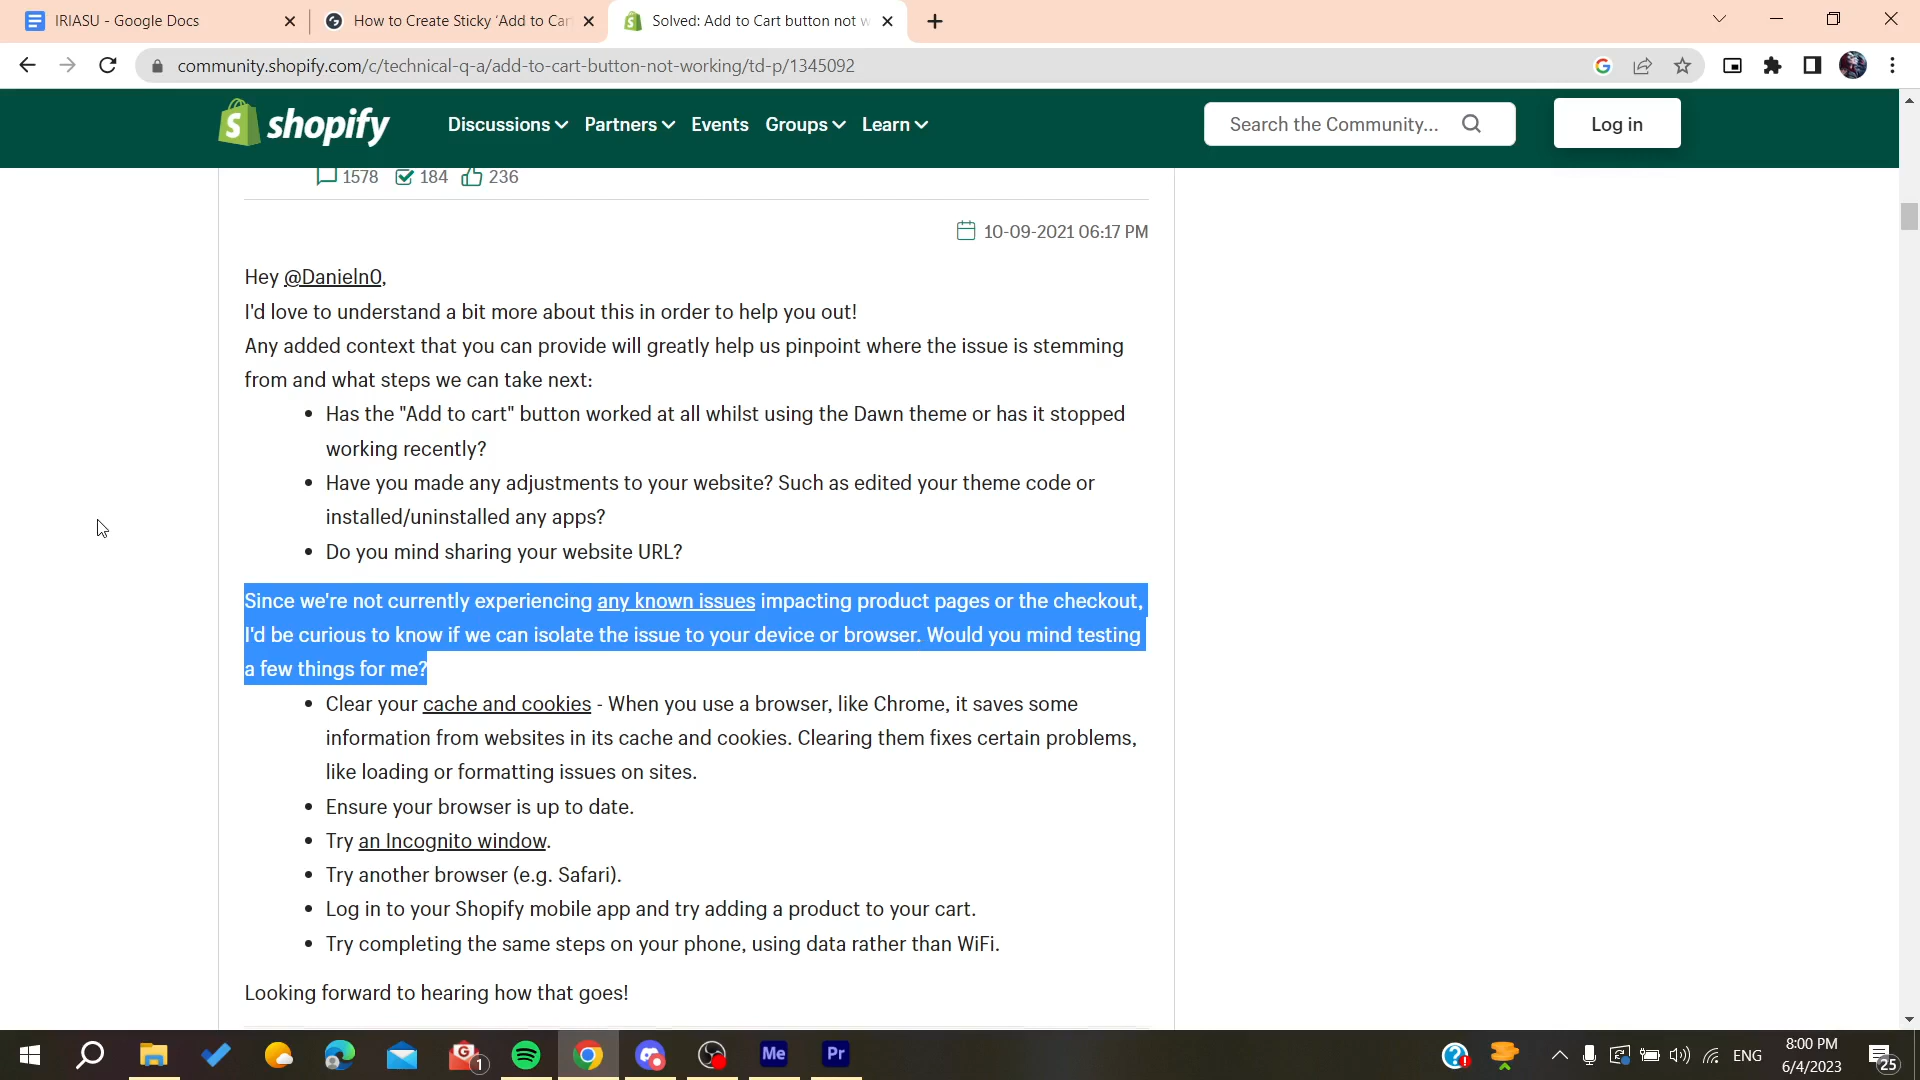 IRIASU - Google Docs
How to Create Sticky 'Add to Car
Solved: Add to Cart button not w
community.shopify.com/c/technical-q-a/add-to-cart-button-not-working/td-p/1345092
shopify
Discussions
Partners
Events
Groups
Learn
Search the Community...
Log in
1578
184
236
10-09-2021 06:17 PM
Hey @Danieln0,
I'd love to understand a bit more about this in order to help you out!
Any added context that you can provide will greatly help us pinpoint where the issue is stemming
from and what steps we can take next:
• Has the "Add to cart" button worked at all whilst using the Dawn theme or has it stopped
working recently?
• Have you made any adjustments to your website? Such as edited your theme code or
installed/uninstalled any apps?
• Do you mind sharing your website URL?
Since we're not currently experiencing any known issues impacting product pages or the checkout,
I'd be curious to know if we can isolate the issue to your device or browser. Would you mind testing
a few things for me?
• Clear your cache and cookies - When you use a browser, like Chrome, it saves some
information from websites in its cache and cookies. Clearing them fixes certain problems,
like loading or formatting issues on sites.
• Ensure your browser is up to date.
• Try an Incognito window.
• Try another browser (e.g. Safari).
• Log in to your Shopify mobile app and try adding a product to your cart.
• Try completing the same steps on your phone, using data rather than WiFi.
Looking forward to hearing how that goes!
G
1
Me
Pr
ENG
8:00 PM
6/4/2023
25